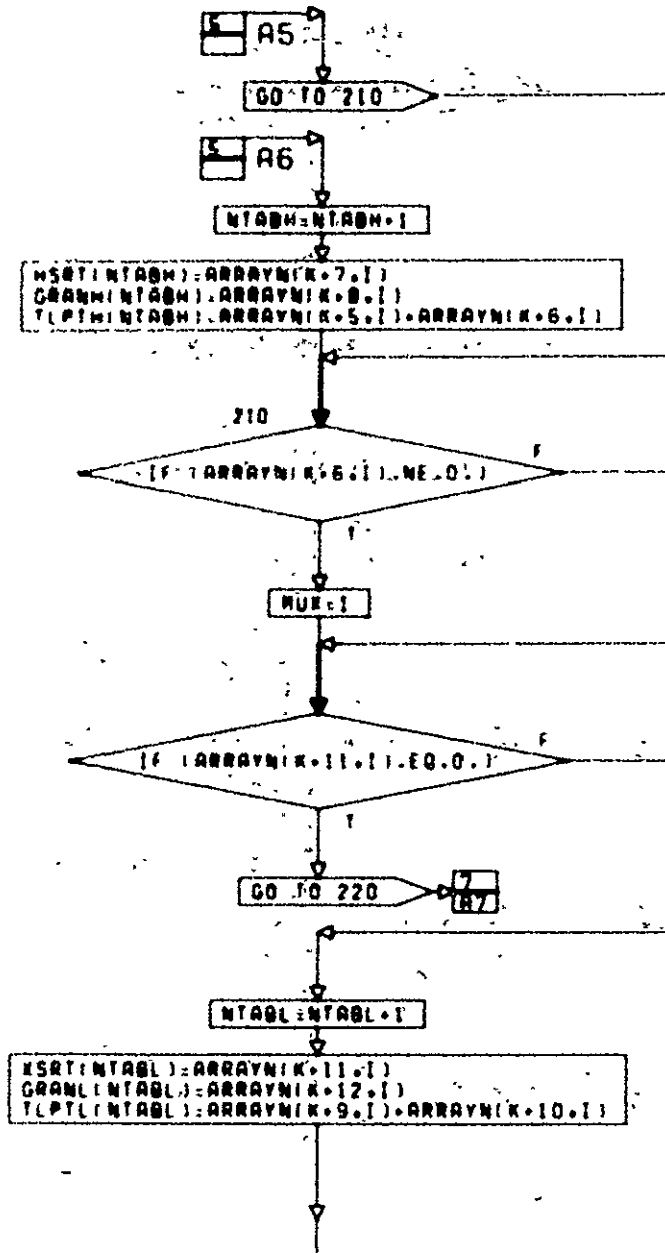 5 A5
GO TO 210
5 A6
NTABH=NTABH+1
HSRT(NTABH)=ARRAYN(K+7,I)
GRANH(NTABH)=ARRAYN(K+8,I)
TLPTH(NTABH)=ARRAYN(K+5,I)+ARRAYN(K+6,I)
210
IF (ARRAYN(K+6,I).NE.0.)
F
T
MUX=1
IF (ARRAYN(K+11,I).EQ.0.)
F
T
GO TO 220
7
A7
NTABL=NTABL+1
XSRT(NTABL)=ARRAYN(K+11,I)
GRANL(NTABL)=ARRAYN(K+12,I)
TLPTL(NTABL)=ARRAYN(K+9,I)+ARRAYN(K+10,I)